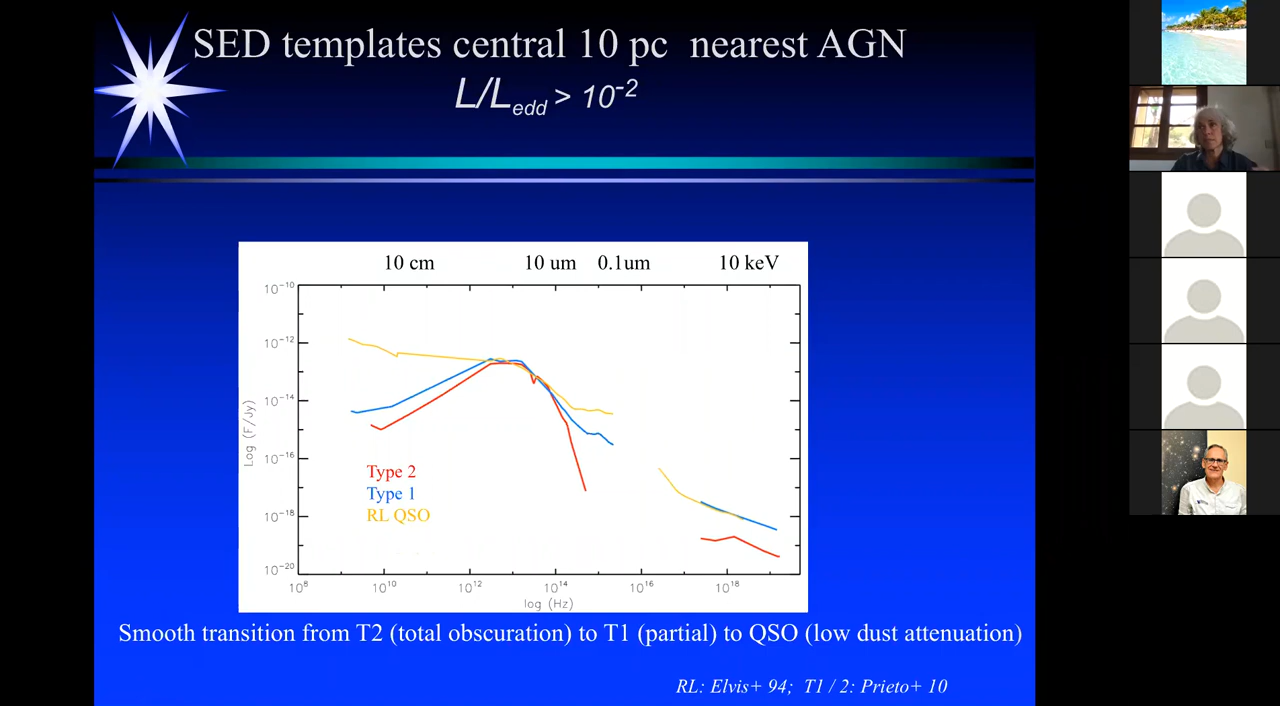 SED templates central 10 pc nearest AGN
L/Ledd > 10-2
10 cm 10 um 0.1um 10 keV
10-10
10-12
10-14
10-16
10-18
10-20
Log (F/Jy)
Type 2
Type 1
RL QSO
108 1010 1012 1014 1016 1018
log (Hz)
Smooth transition from T2 (total obscuration) to T1 (partial) to QSO (low dust attenuation)
RL: Elvis+ 94; T1 / 2: Prieto+ 10